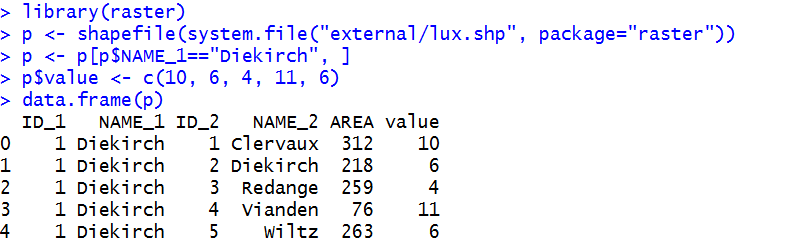 > library(raster)
> p <- shapefile(system.file("external/lux.shp", package="raster"))
> p <- p[p$NAME_1=="Diekirch", ]
> p$value <- c(10, 6, 4, 11, 6)
> data.frame(p)
  ID_1   NAME_1 ID_2   NAME_2 AREA value
0    1 Diekirch    1 Clervaux  312    10
1    1 Diekirch    2 Diekirch  218     6
2    1 Diekirch    3  Redange  259     4
3    1 Diekirch    4  Vianden   76    11
4    1 Diekirch    5    Wiltz  263     6